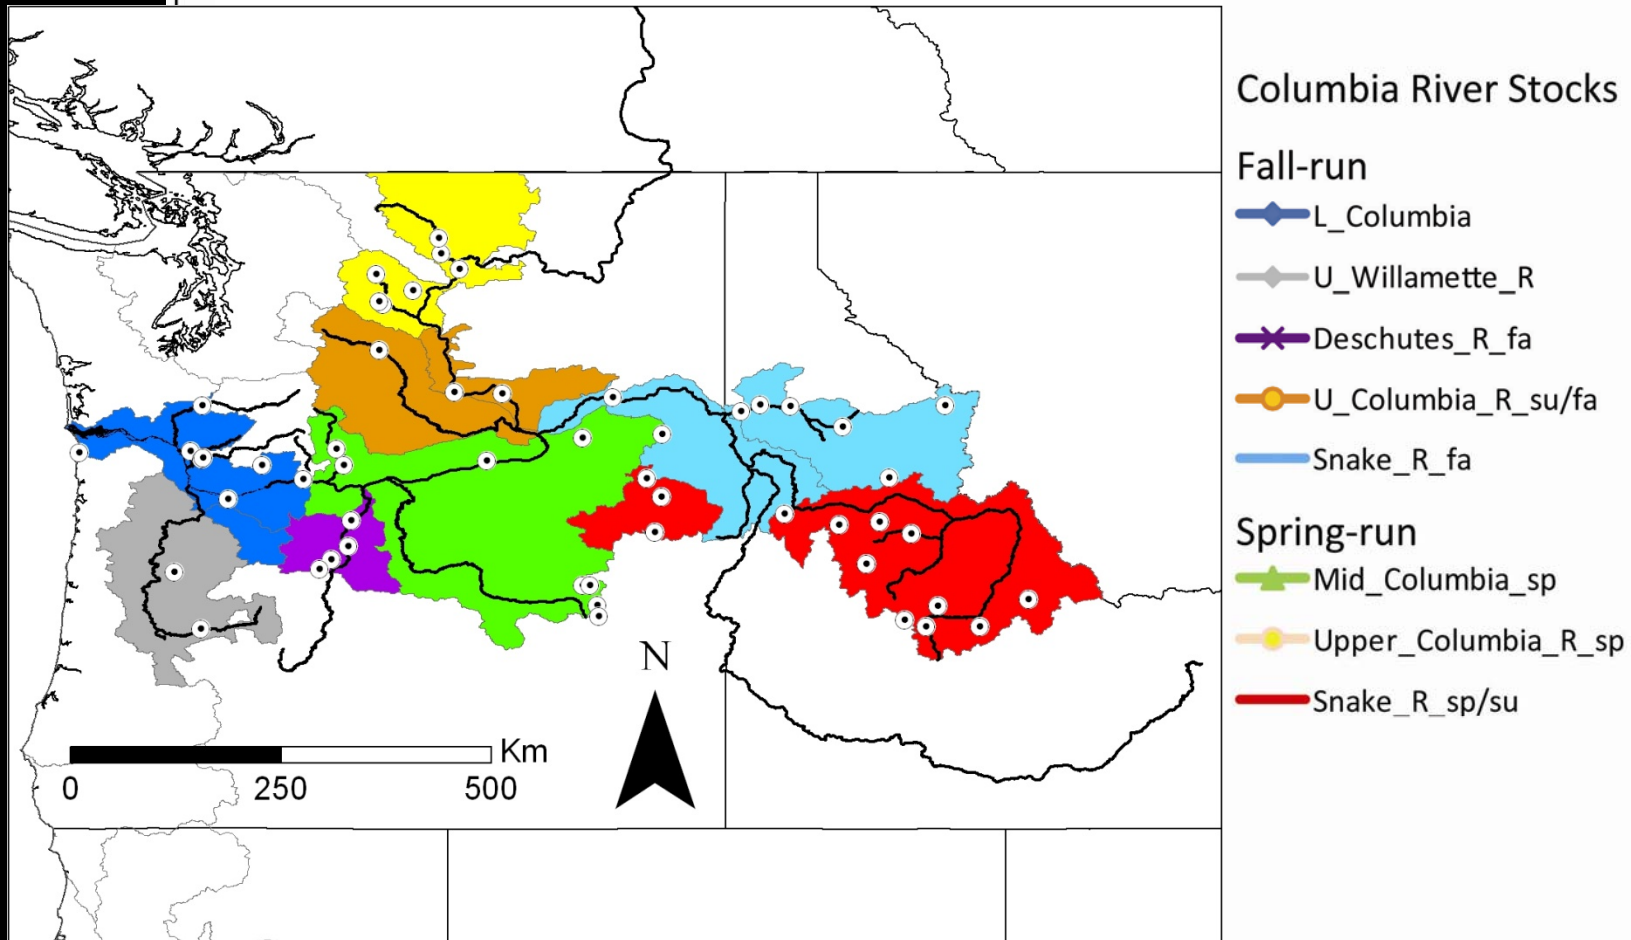 Columbia River Stocks
Fall-run
L_Columbia
U_Willamette_R
Deschutes_R_fa
U_Columbia_R_su/fa
Snake_R_fa
Spring-run
Mid_Columbia_sp
Upper_Columbia_R_sp
Snake_R_sp/su
N
Km
0 250 500